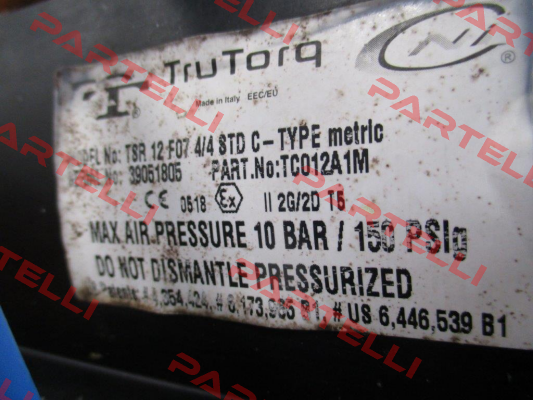 TruTorq
®
Made in Italy EEC/EU
®
No: TSR 12 F07 4/4 STD C-TYPE metric
No: 39051805 PART.No:TC012A1M
CE 0518 Ex II 2G/2D T5
MAX AIR PRESSURE 10 BAR / 150 PSIg
DO NOT DISMANTLE PRESSURIZED
B1, # US 6,446,539 B1
PARTELLI
PARTELLI
PARTELLI
PARTELLI
PARTELLI